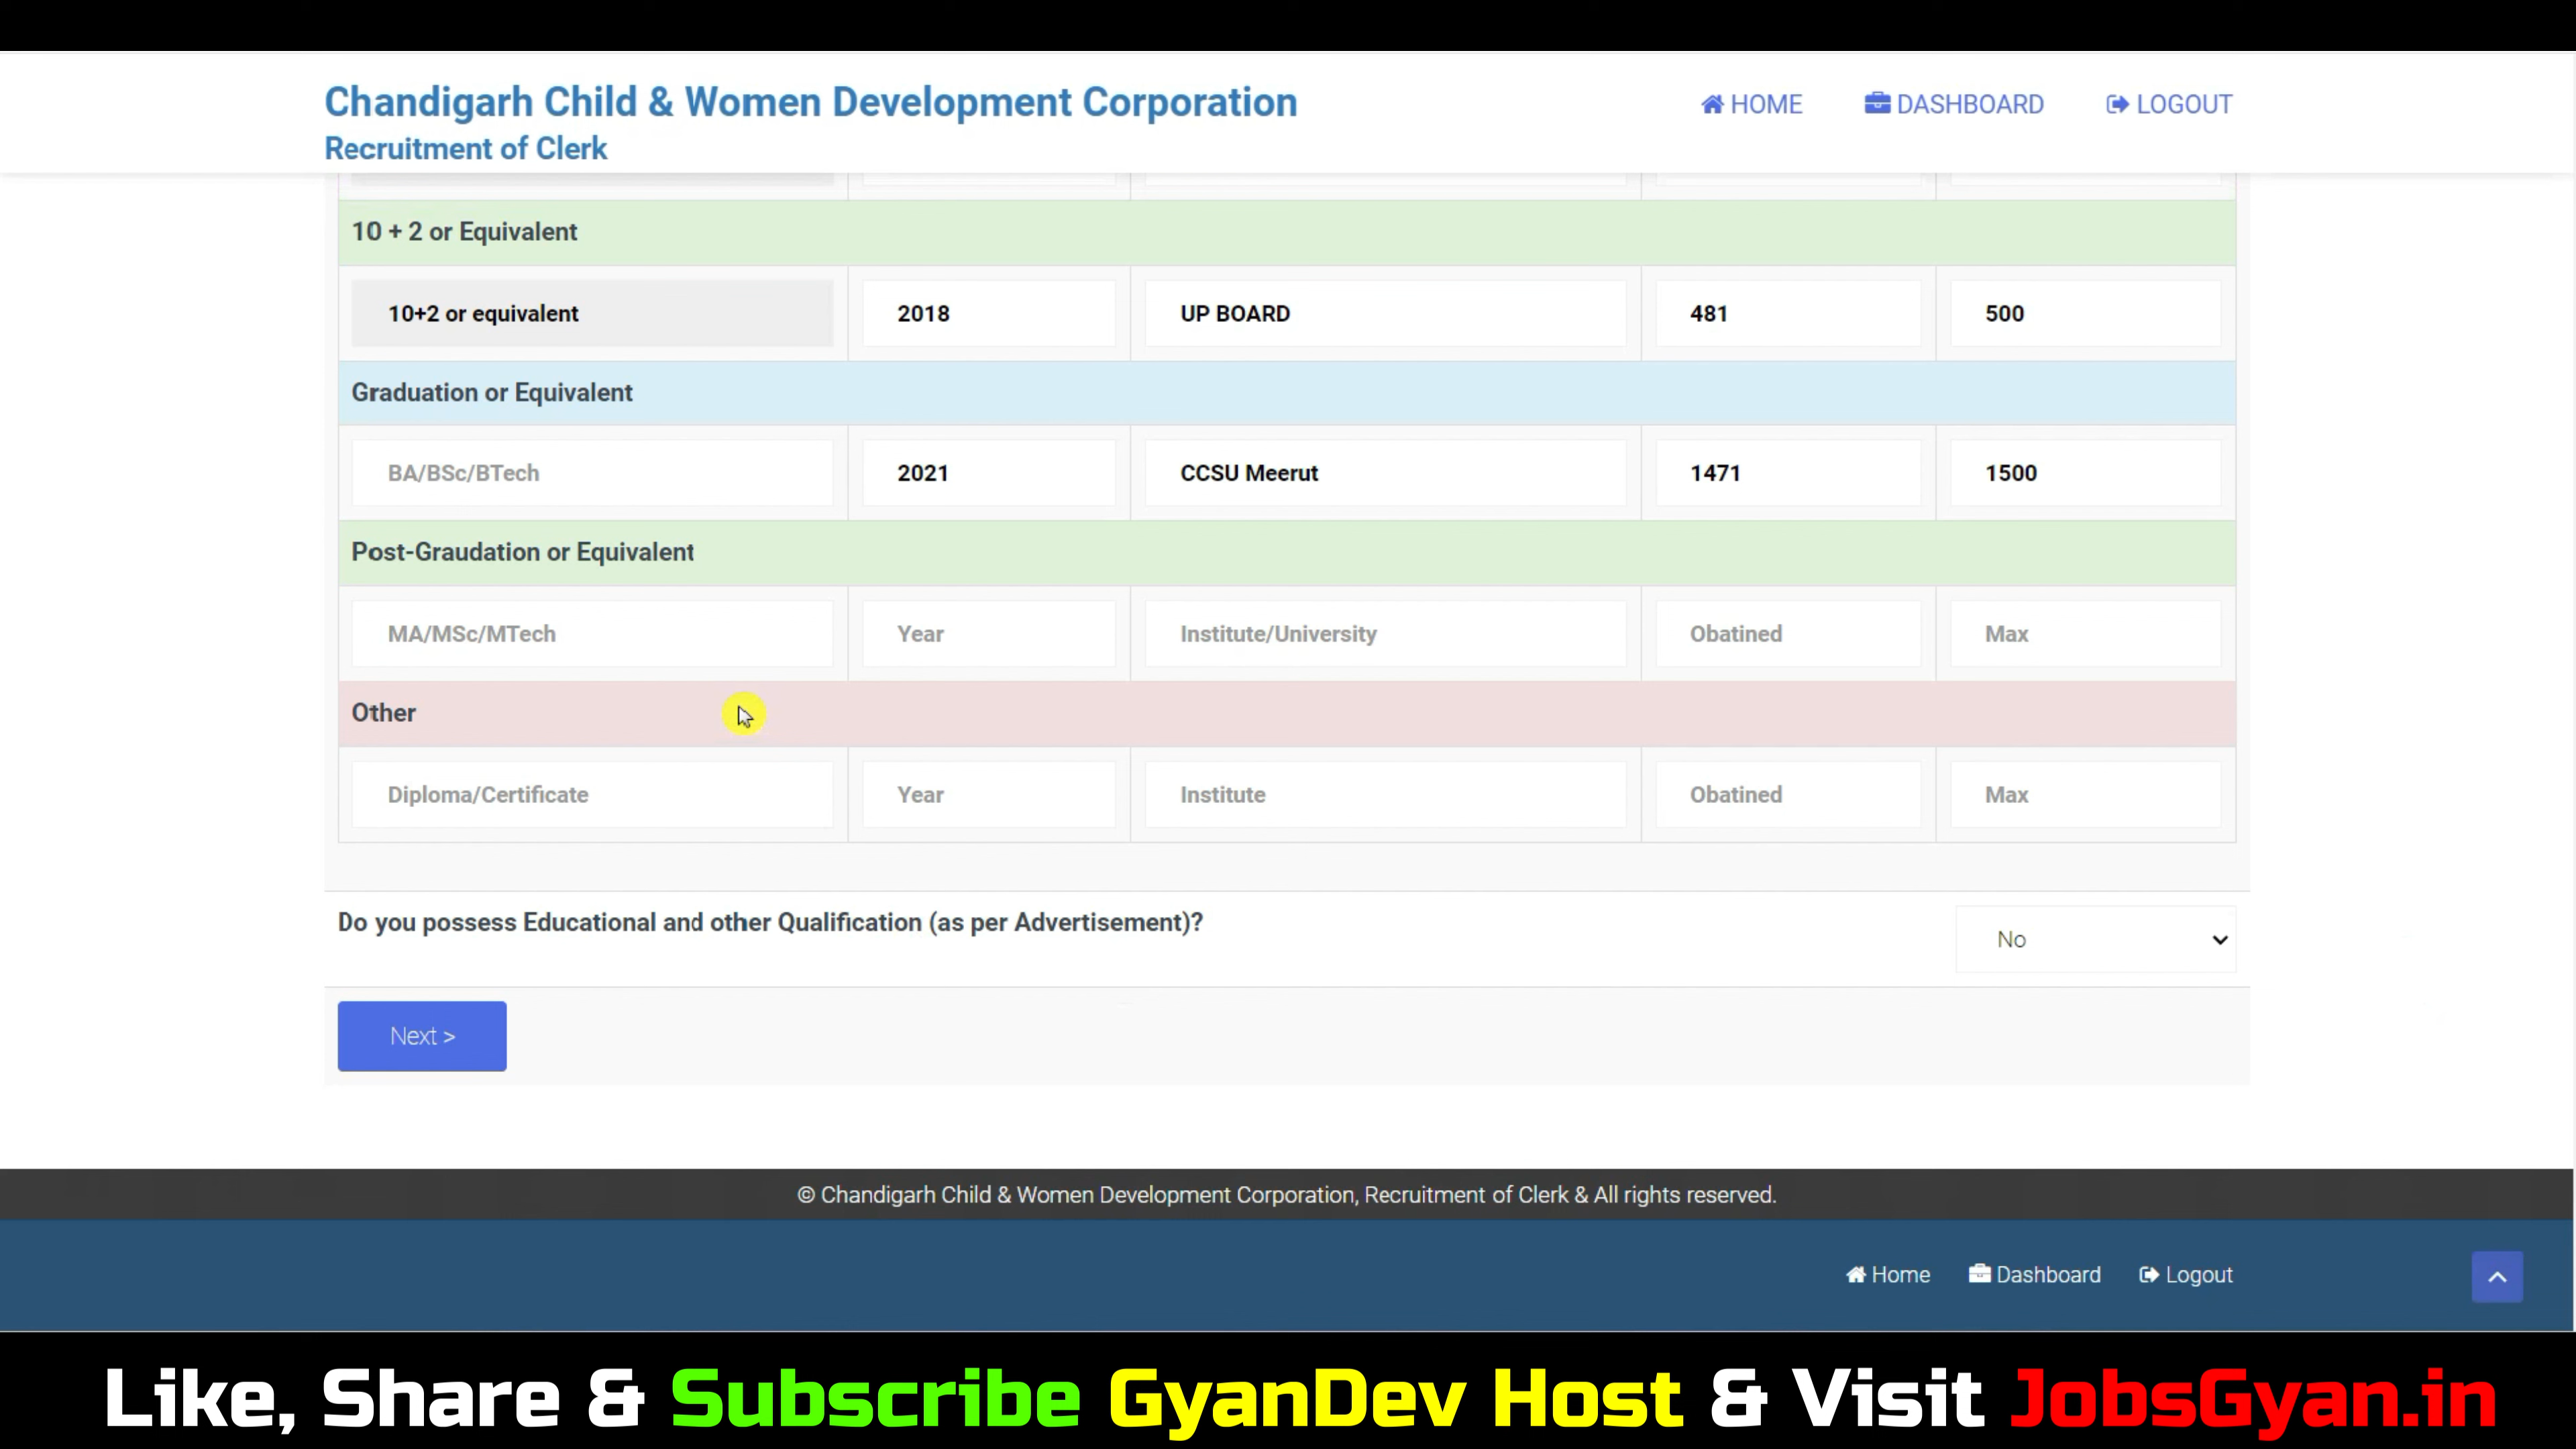 Chandigarh Child & Women Development Corporation
Recruitment of Clerk
HOME DASHBOARD LOGOUT
10 + 2 or Equivalent
10+2 or equivalent 2018 UP BOARD 481 500
Graduation or Equivalent
BA/BSc/BTech 2021 CCSU Meerut 1471 1500
Post-Graudation or Equivalent
MA/MSc/MTech Year Institute/University Obatined Max
Other
Diploma/Certificate Year Institute Obatined Max
Do you possess Educational and other Qualification (as per Advertisement)? No
Next >
© Chandigarh Child & Women Development Corporation, Recruitment of Clerk & All rights reserved.
Home Dashboard Logout
Like, Share & Subscribe GyanDev Host & Visit JobsGyan.in